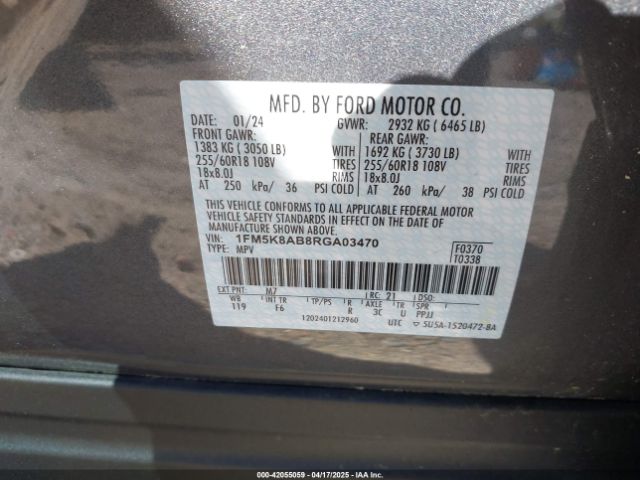 MFD. BY FORD MOTOR CO.
DATE: 01/24 GVWR: 2932 KG ( 6465 LB)
FRONT GAWR: REAR GAWR:
1383 KG ( 3050 LB) 1692 KG ( 3730 LB)
255/60R18 108V TIRES 255/60R18 108V TIRES
18x8.0J RIMS 18x8.0J RIMS
AT 250 kPa/ 36 PSI COLD AT 260 kPa/ 38 PSI COLD
THIS VEHICLE CONFORMS TO ALL APPLICABLE FEDERAL MOTOR
VEHICLE SAFETY STANDARDS IN EFFECT ON THE DATE OF
MANUFACTURE SHOWN ABOVE.
VIN: 1FM5K8AB8RGA03470 F0370
TYPE: MPV T0338
EXT PNT: M7 RC: 21 DSO:
WB INT TR TP/PS R AXLE TR SPR
119 F6 R 3C U PPJJ
1202401212960 UTC ▽ 5U5A-1520472-BA
000-42055059 - 04/17/2025 - IAAI.COM